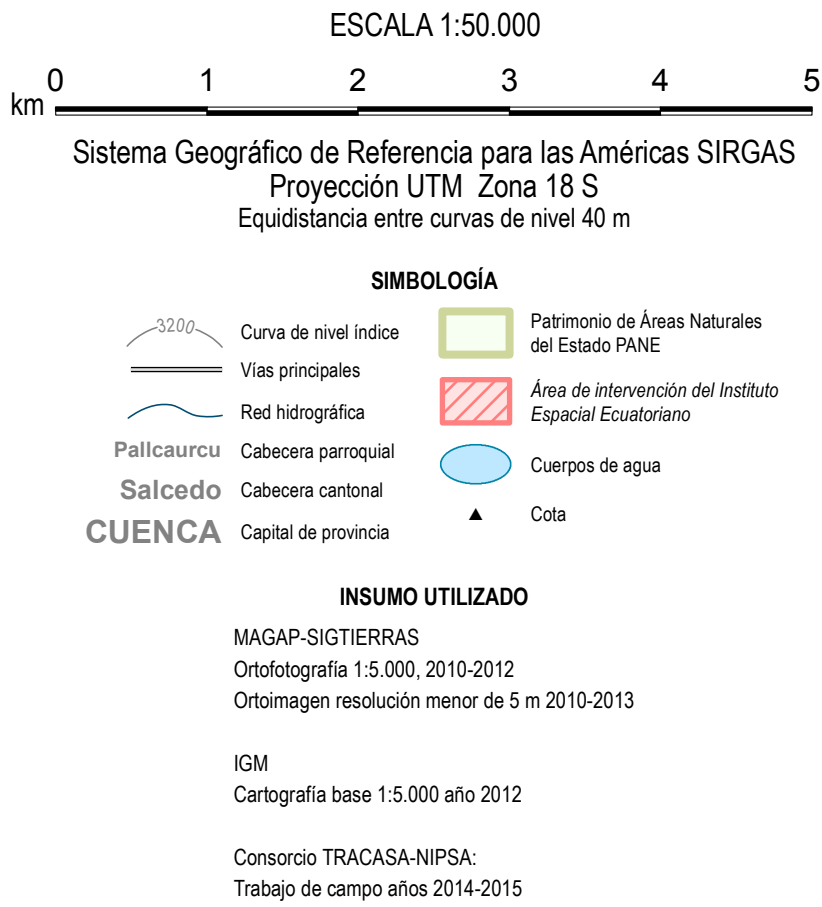 ESCALA 1:50.000
0 1 2 3 4 5
km
Sistema Geográfico de Referencia para las Américas SIRGAS
Proyección UTM Zona 18 S
Equidistancia entre curvas de nivel 40 m
SIMBOLOGÍA
3200 Curva de nivel índice
Vías principales
Red hidrográfica
Pallcaurcu Cabecera parroquial
Salcedo Cabecera cantonal
CUENCA Capital de provincia
Patrimonio de Áreas Naturales
del Estado PANE
Área de intervención del Instituto
Espacial Ecuatoriano
Cuerpos de agua
Cota
INSUMO UTILIZADO
MAGAP-SIGTIERRAS
Ortofotografía 1:5.000, 2010-2012
Ortoimagen resolución menor de 5 m 2010-2013
IGM
Cartografía base 1:5.000 año 2012
Consorcio TRACASA-NIPSA:
Trabajo de campo años 2014-2015